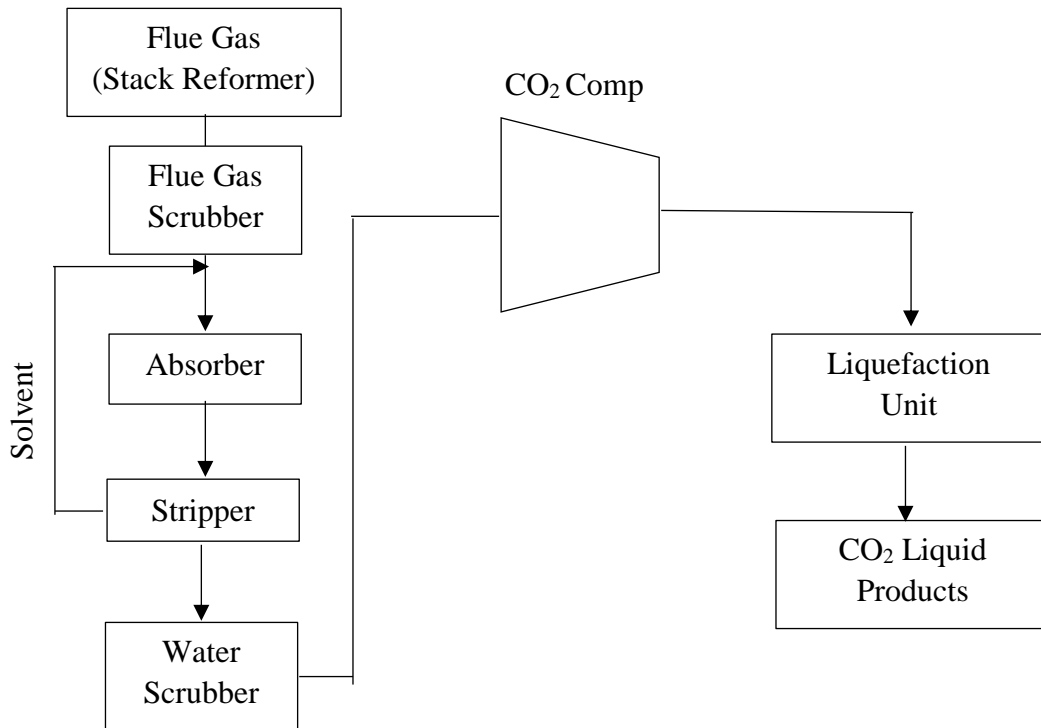 Flue Gas
(Stack Reformer)
CO₂ Comp
Flue Gas
Scrubber
Solvent
Absorber
Liquefaction
Unit
Stripper
CO₂ Liquid
Products
Water
Scrubber